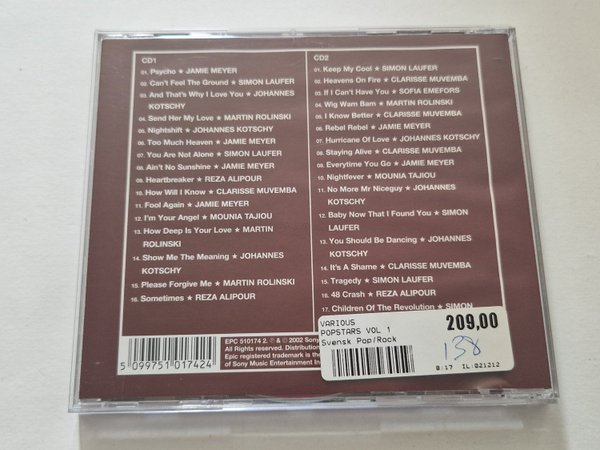 CD1
01. Psycho ★ JAMIE MEYER
02. Can't Feel The Ground ★ SIMON LAUFER
03. And That's Why I Love You ★ JOHANNES
KOTSCHY
04. Send Her My Love ★ MARTIN ROLINSKI
05. Nightshift ★ JOHANNES KOTSCHY
06. Too Much Heaven ★ JAMIE MEYER
07. You Are Not Alone ★ SIMON LAUFER
08. Ain't No Sunshine ★ JAMIE MEYER
09. Heartbreaker ★ REZA ALIPOUR
10. How Will I Know ★ CLARISSE MUVEMBA
11. Fool Again ★ JAMIE MEYER
12. I'm Your Angel ★ MOUNIA TAJIOU
13. How Deep Is Your Love ★ MARTIN
ROLINSKI
14. Show Me The Meaning ★ JOHANNES
KOTSCHY
15. Please Forgive Me ★ MARTIN ROLINSKI
16. Sometimes ★ REZA ALIPOUR
CD2
01. Keep My Cool ★ SIMON LAUFER
02. Heavens On Fire ★ CLARISSE MUVEMBA
03. If I Can't Have You ★ SOFIA EMEFORS
04. Wig Wam Bam ★ MARTIN ROLINSKI
05. I Know Better ★ CLARISSE MUVEMBA
06. Rebel Rebel ★ JAMIE MEYER
07. Hurricane Of Love ★ JOHANNES KOTSCHY
08. Staying Alive ★ CLARISSE MUVEMBA
09. Everytime You Go ★ JAMIE MEYER
10. Nightfever ★ MOUNIA TAJIOU
11. No More Mr Niceguy ★ JOHANNES
KOTSCHY
12. Baby Now That I Found You ★ SIMON
LAUFER
13. You Should Be Dancing ★ JOHANNES
KOTSCHY
14. It's A Shame ★ CLARISSE MUVEMBA
15. Tragedy ★ SIMON LAUFER
16. 48 Crash ★ REZA ALIPOUR
17. Children Of The Revolution ★ SIMON
5 099751 017424
EPC 510174 2. ℗ & © 2002 Sony
All rights reserved. Distribution
Epic registered trademark is the
of Sony Music Entertainment Inc
VARIOUS
POPSTARS VOL 1
Svensk Pop/Rock
209,00
138
8:17 IL:021212